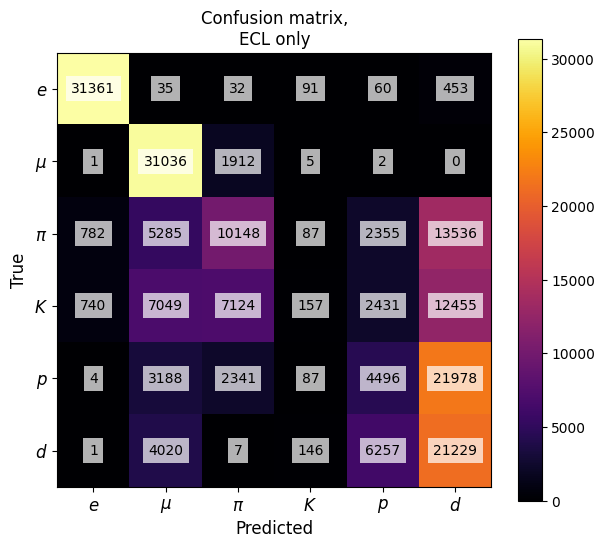 Confusion matrix,
ECL only
e 31361 35 32 91 60 453
μ 1 31036 1912 5 2 0
π 782 5285 10148 87 2355 13536
K 740 7049 7124 157 2431 12455
p 4 3188 2341 87 4496 21978
d 1 4020 7 146 6257 21229
e μ π K p d
True
Predicted
30000
25000
20000
15000
10000
5000
0